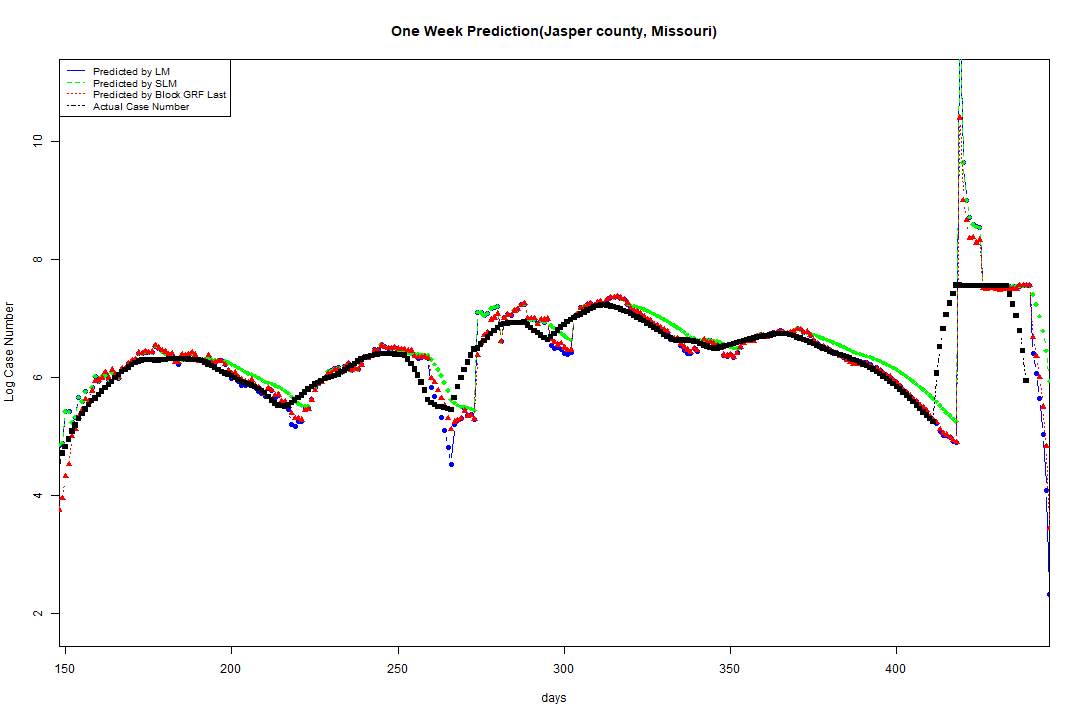 One Week Prediction(Jasper county, Missouri)
Predicted by LM
Predicted by SLM
Predicted by Block GRF Last
Actual Case Number
Log Case Number
10
8
6
4
2
150 200 250 300 350 400
days